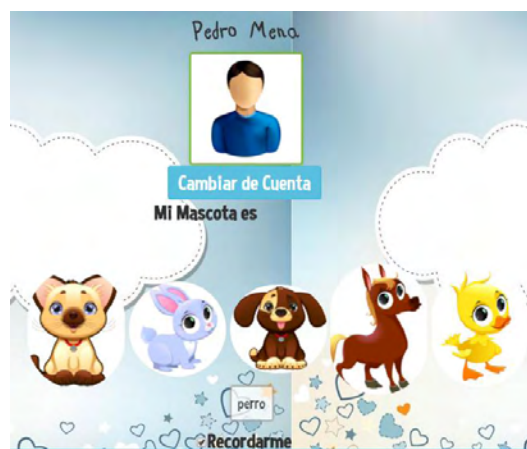 Pedro Mena
Cambiar de Cuenta
Mi Mascota es
perro
Recordarme